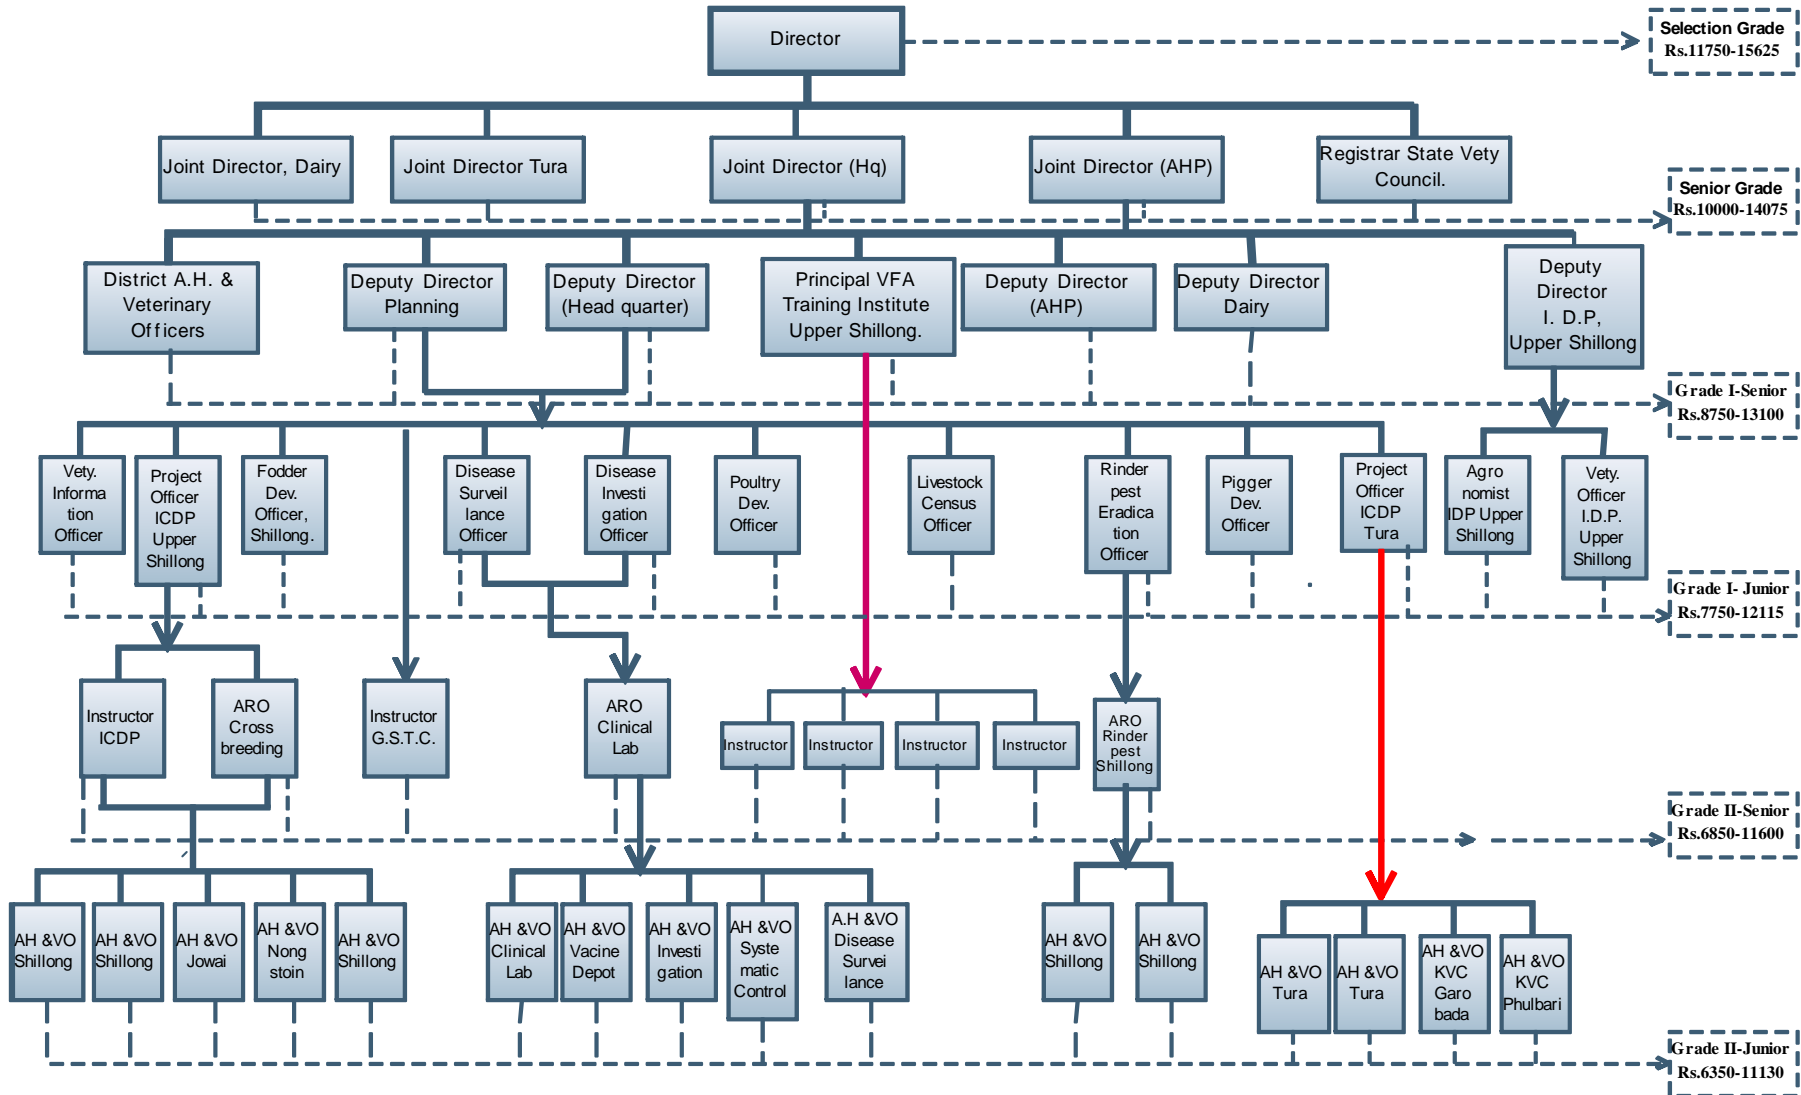 Director
Selection Grade
Rs.11750-15625
Joint Director, Dairy
Joint Director Tura
Joint Director (Hq)
Joint Director (AHP)
Registrar State Vety
Council.
Senior Grade
Rs.10000-14075
District A.H. &
Veterinary
Officers
Deputy Director
Planning
Deputy Director
(Head quarter)
Principal VFA
Training Institute
Upper Shillong.
Deputy Director
(AHP)
Deputy Director
Dairy
Deputy
Director
I. D.P,
Upper Shillong
Grade I-Senior
Rs.8750-13100
Vety.
Informa
tion
Officer
Project
Officer
ICDP
Upper
Shillong
Fodder
Dev.
Officer,
Shillong.
Disease
Surveil
lance
Officer
Disease
Investi
gation
Officer
Poultry
Dev.
Officer
Livestock
Census
Officer
Rinder
pest
Eradica
tion
Officer
Pigger
Dev.
Officer
Project
Officer
ICDP
Tura
Agro
nomist
IDP Upper
Shillong
Vety.
Officer
I.D.P.
Upper
Shillong
Grade I- Junior
Rs.7750-12115
Instructor
ICDP
ARO
Cross
breeding
Instructor
G.S.T.C.
ARO
Clinical
Lab
Instructor
Instructor
Instructor
Instructor
ARO
Rinder
pest
Shillong
Grade II-Senior
Rs.6850-11600
AH &VO
Shillong
AH &VO
Shillong
AH &VO
Jowai
AH &VO
Nong
stoin
AH &VO
Shillong
AH &VO
Clinical
Lab
AH &VO
Vacine
Depot
AH &VO
Investi
gation
AH &VO
Syste
matic
Control
A.H &VO
Disease
Survei
lance
AH &VO
Shillong
AH &VO
Shillong
AH &VO
Tura
AH &VO
Tura
AH &VO
KVC
Garo
bada
AH &VO
KVC
Phulbari
Grade II-Junior
Rs.6350-11130